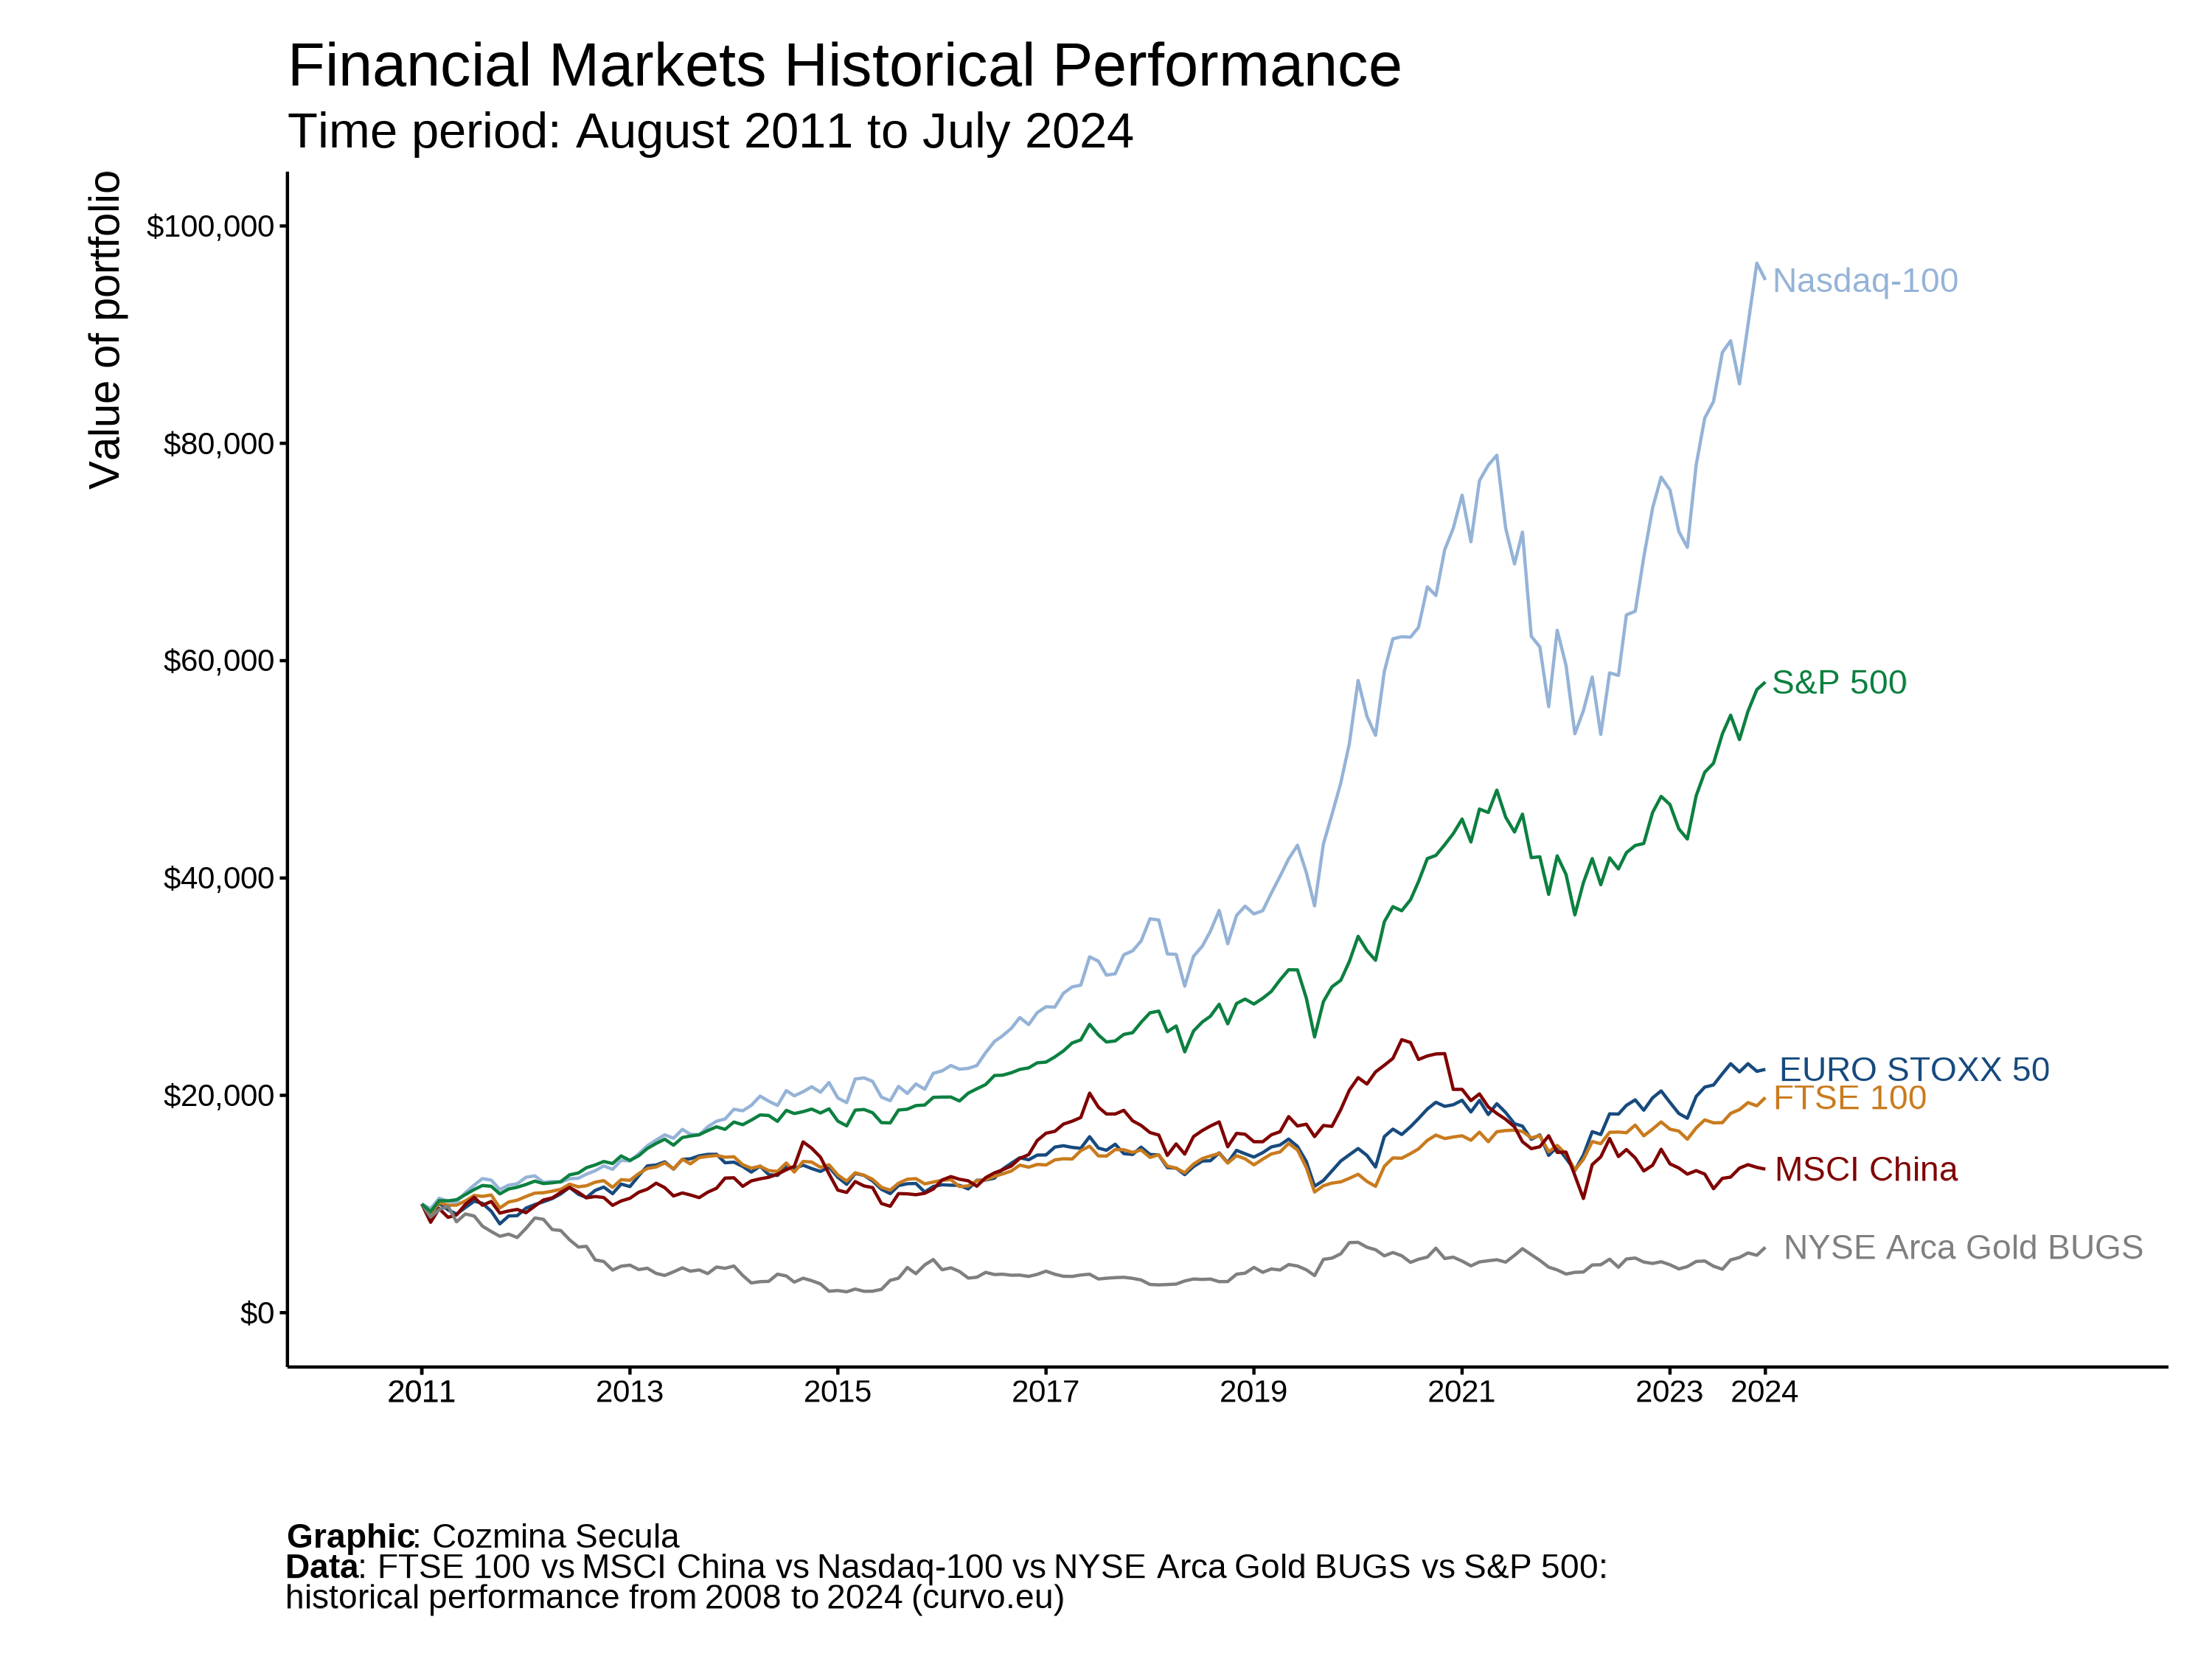 Financial Markets Historical Performance
Time period: August 2011 to July 2024
Value of portfolio
$100,000
$80,000
$60,000
$40,000
$20,000
$0
Nasdaq-100
S&P 500
EURO STOXX 50
FTSE 100
MSCI China
NYSE Arca Gold BUGS
2011 2013 2015 2017 2019 2021 2023 2024
Graphic: Cozmina Secula
Data: FTSE 100 vs MSCI China vs Nasdaq-100 vs NYSE Arca Gold BUGS vs S&P 500:
historical performance from 2008 to 2024 (curvo.eu)